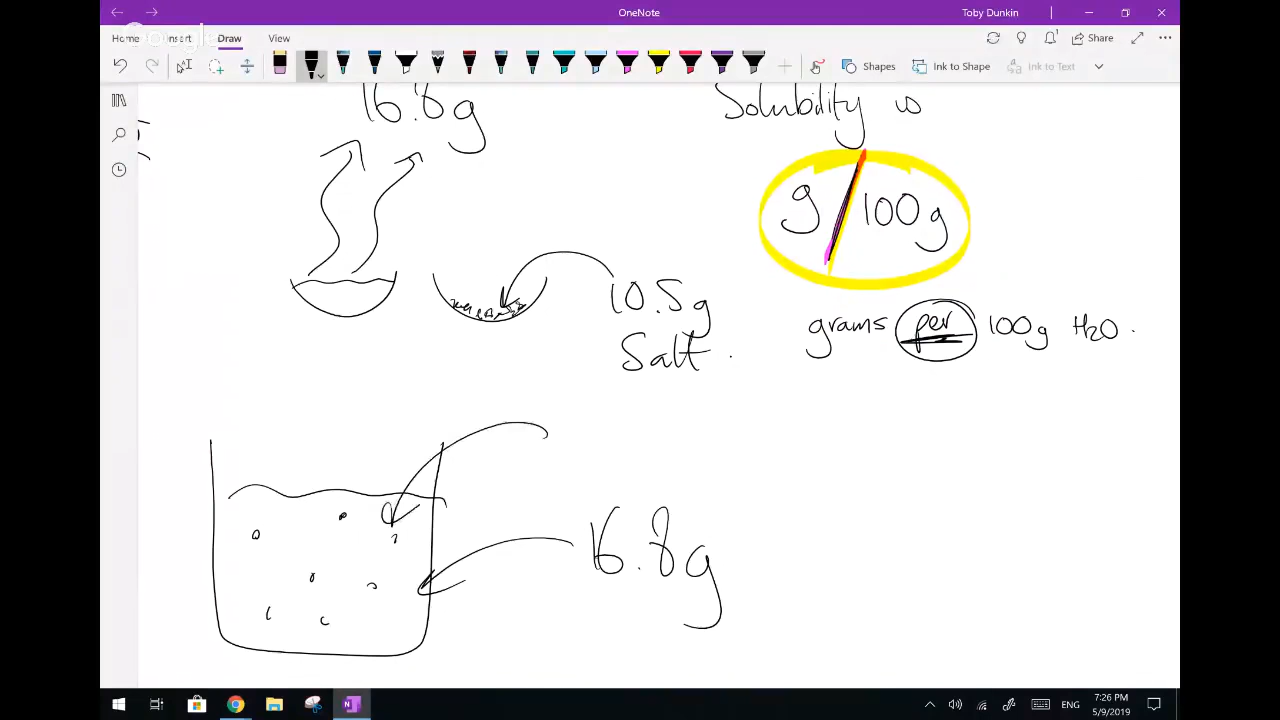 OneNote
Toby Dunkin
Home Insert Draw View
Google
Share
Shapes
Ink to Shape
Ink to Text
16.8g
Solubility is
g / 100g
10.5g
Salt.
grams per 100g H2O.
16.8g
ENG
7:26 PM
5/9/2019